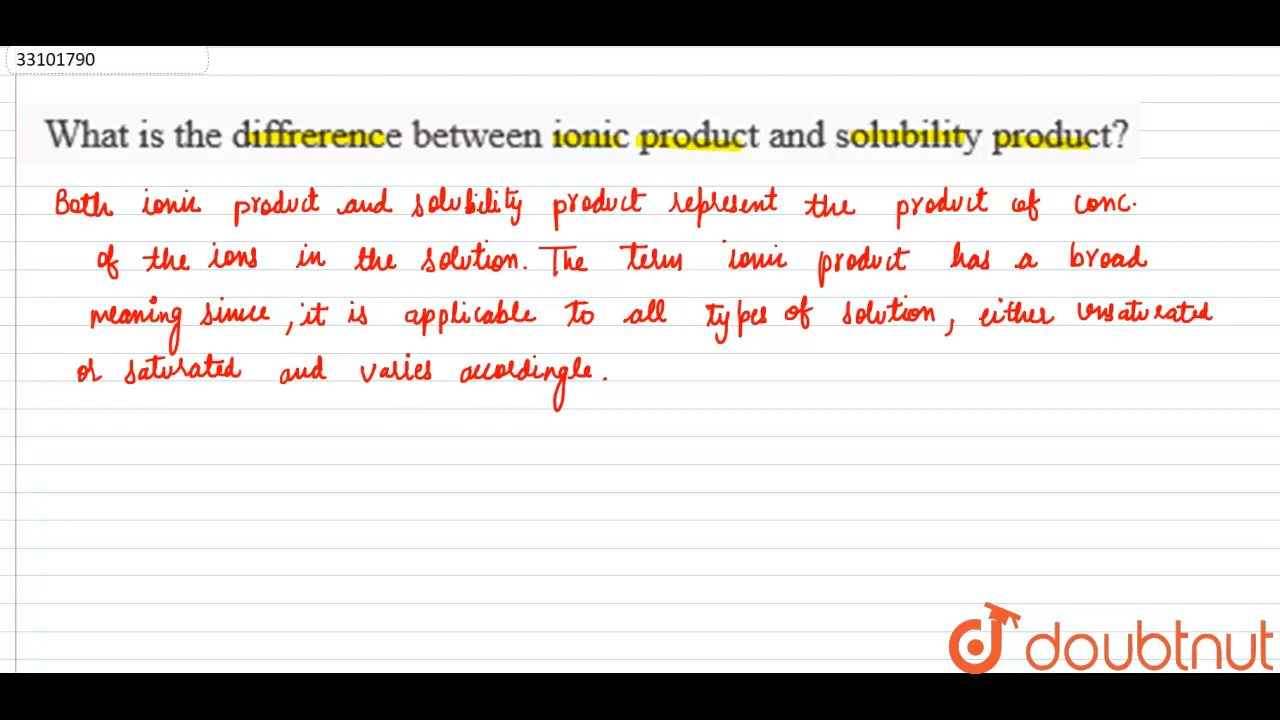 33101790
What is the diffrerence between ionic product and solubility product?
Both ionic product and solubility product represent the product of conc.
of the ions in the solution. The term ionic product has a broad
meaning since, it is applicable to all types of solution, either unsaturated
or saturated and varies accordingle.
doubtnut